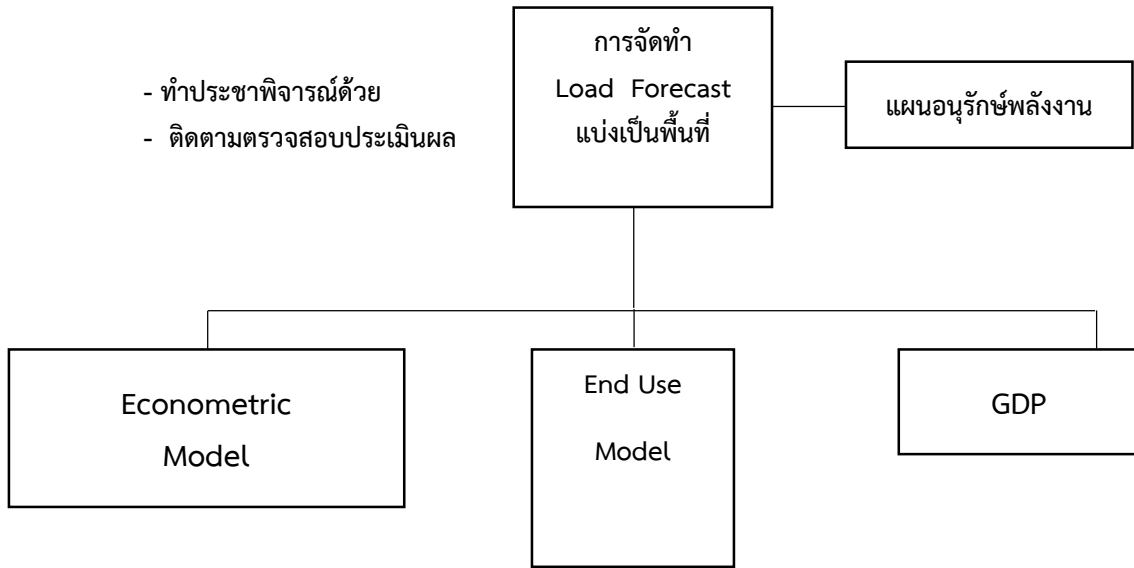 การจัดทำ
Load Forecast
แบ่งเป็นพื้นที่
- ทำประชาพิจารณ์ด้วย
- ติดตามตรวจสอบประเมินผล
แผนอนุรักษ์พลังงาน
Econometric
Model
End Use
Model
GDP